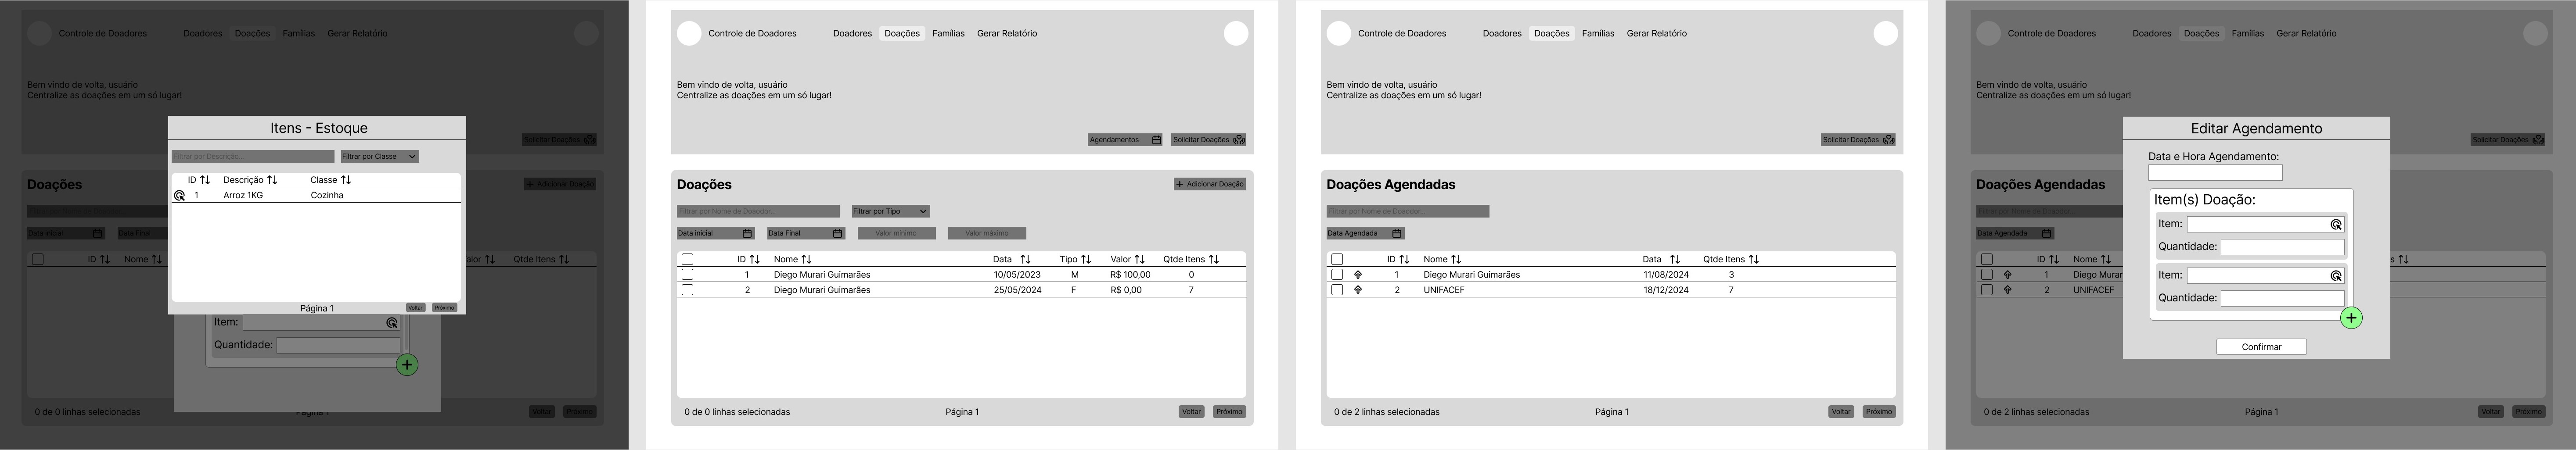 Controle de Doadores Doadores Doações Famílias Gerar Relatório
Itens - Estoque
Solicitar Doações
Filtrar por Descrição... Filtrar por Classe
ID Descrição Classe
1 Arroz 1KG Cozinha
Página 1 Voltar Próximo
Doações
+ Adicionar Doação
Data inicial Data Final
ID Nome
Valor Qtde Itens
Item:
Quantidade:
+
0 de 0 linhas selecionadas Página 1 Voltar Próximo
Bem vindo de volta, usuário
Centralize as doações em um só lugar!
Controle de Doadores Doadores Doações Famílias Gerar Relatório
Bem vindo de volta, usuário
Centralize as doações em um só lugar!
Agendamentos Solicitar Doações
Doações
+ Adicionar Doação
Filtrar por Nome de Doador... Filtrar por Tipo
Data inicial Data Final Valor mínimo Valor máximo
ID Nome Data Tipo Valor Qtde Itens
1 Diego Murari Guimarães 10/05/2023 M R$ 100,00 0
2 Diego Murari Guimarães 25/05/2024 F R$ 0,00 7
0 de 0 linhas selecionadas Página 1 Voltar Próximo
Controle de Doadores Doadores Doações Famílias Gerar Relatório
Bem vindo de volta, usuário
Centralize as doações em um só lugar!
Solicitar Doações
Doações Agendadas
Filtrar por Nome de Doador...
Data Agendada
ID Nome Data Qtde Itens
1 Diego Murari Guimarães 11/08/2024 3
2 UNIFACEF 18/12/2024 7
0 de 2 linhas selecionadas Página 1 Voltar Próximo
Controle de Doadores Doadores Doações Famílias Gerar Relatório
Bem vindo de volta, usuário
Centralize as doações em um só lugar!
Solicitar Doações
Doações Agendadas
Data Agendada
ID Nome
1 Diego Murar
2 UNIFACEF
Editar Agendamento
Data e Hora Agendamento:
Item(s) Doação:
Item:
Quantidade:
Item:
Quantidade:
+
Confirmar
0 de 2 linhas selecionadas Página 1 Voltar Próximo